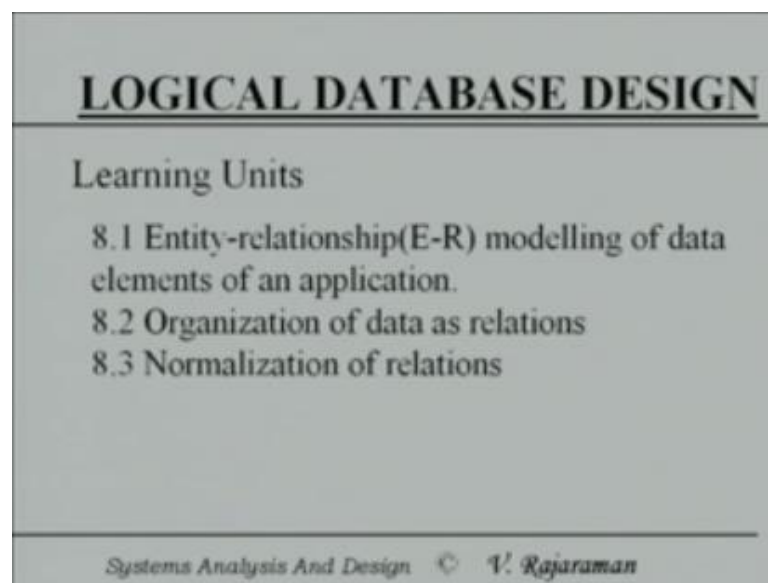 LOGICAL DATABASE DESIGN
Learning Units
8.1 Entity-relationship(E-R) modelling of data
elements of an application.
8.2 Organization of data as relations
8.3 Normalization of relations
Systems Analysis And Design © V. Rajaraman